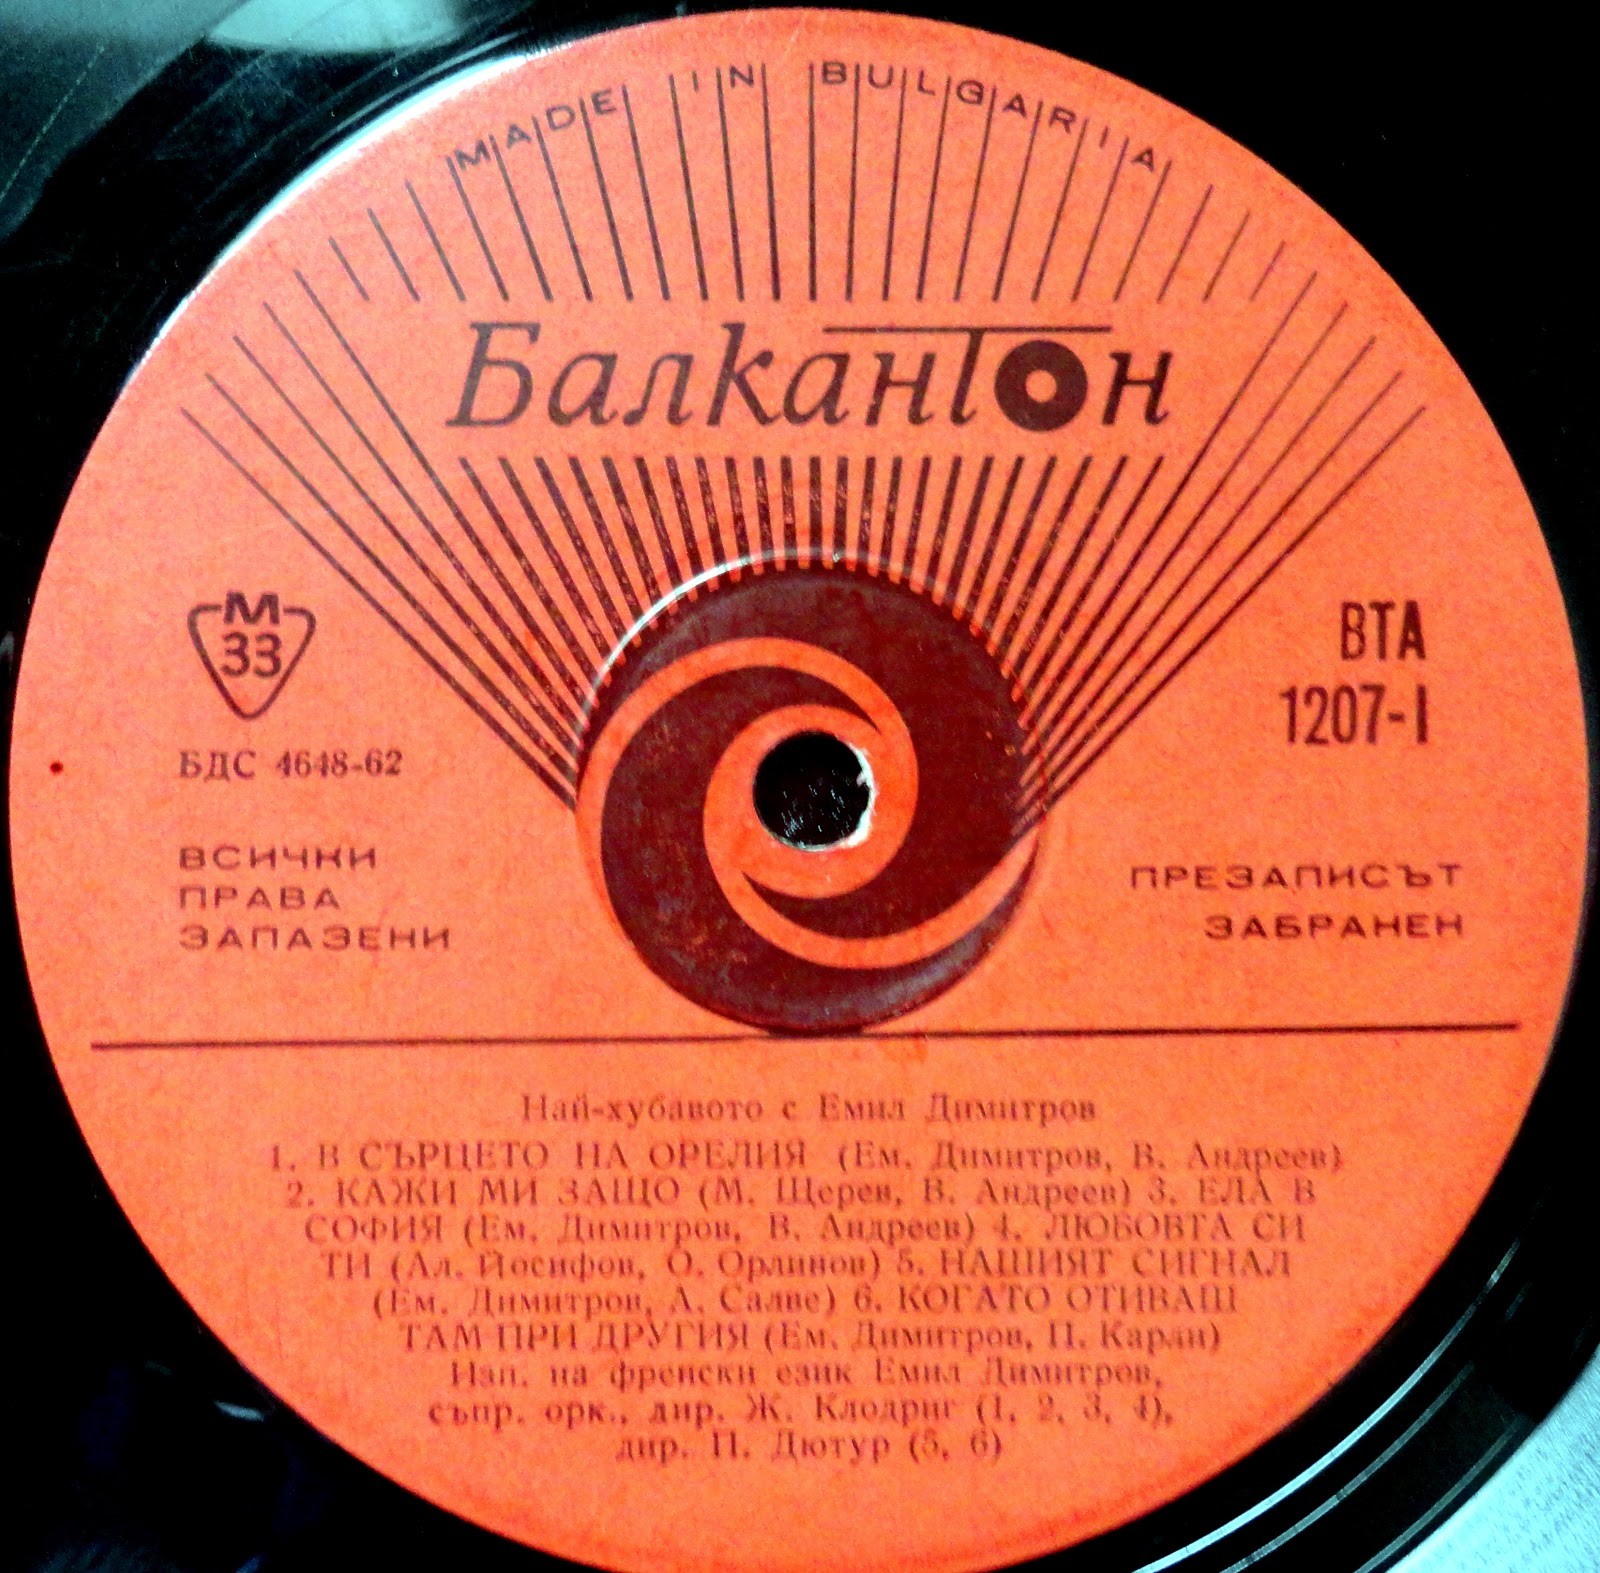 MADE IN BULGARIA
Балкантон
М
33
ВТА
1207-I
БДС 4648-62
ВСИЧКИ
ПРАВА
ЗАПАЗЕНИ
ПРЕЗАПИСЪТ
ЗАБРАНЕН
Най-хубавото с Емил Димитров
1. В СЪРЦЕТО НА ОРЕЛИЯ (Ем. Димитров, В. Андреев)
2. КАЖИ МИ ЗАЩО (М. Щерев, В. Андреев) 3. ЕЛА В
СОФИЯ (Ем. Димитров, В. Андреев) 4. ЛЮБОВТА СИ
ТИ (Ал. Йосифов, О. Орлинов) 5. НАШИЯТ СИГНАЛ
(Ем. Димитров, А. Салве) 6. КОГАТО ОТИВАШ
ТАМ ПРИ ДРУГИЯ (Ем. Димитров, П. Карли)
Изп. на френски език Емил Димитров,
съпр. орк., дир. Ж. Клодриг (1, 2, 3, 4),
дир. П. Дютур (5, 6)